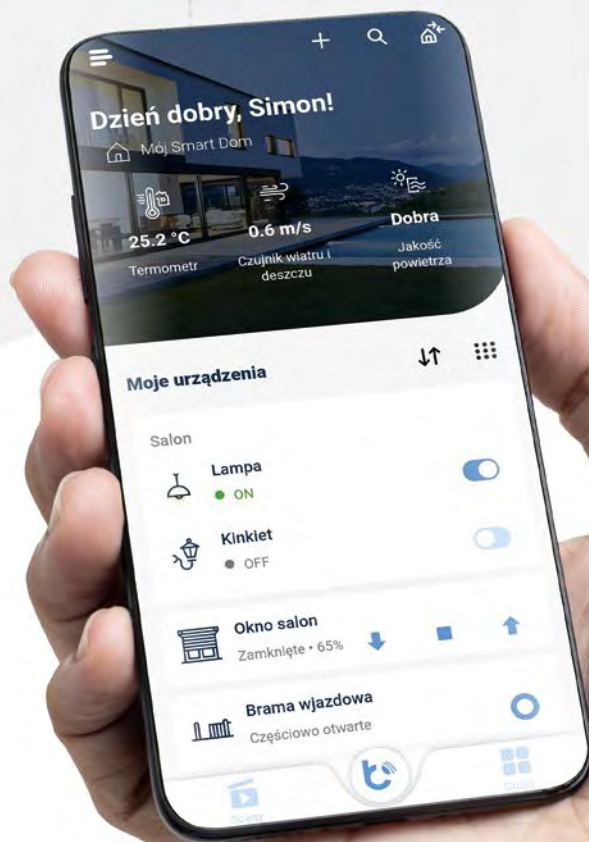 Dzień dobry, Simon!
Mój Smart Dom
25.2 °C
Termometr
0.6 m/s
Czujnik wiatru i
deszczu
Dobra
Jakość
powietrza
Moje urządzenia
Salon
Lampa
● ON
Kinkiet
● OFF
Okno salon
Zamknięte • 65%
Brama wjazdowa
Częściowo otwarte